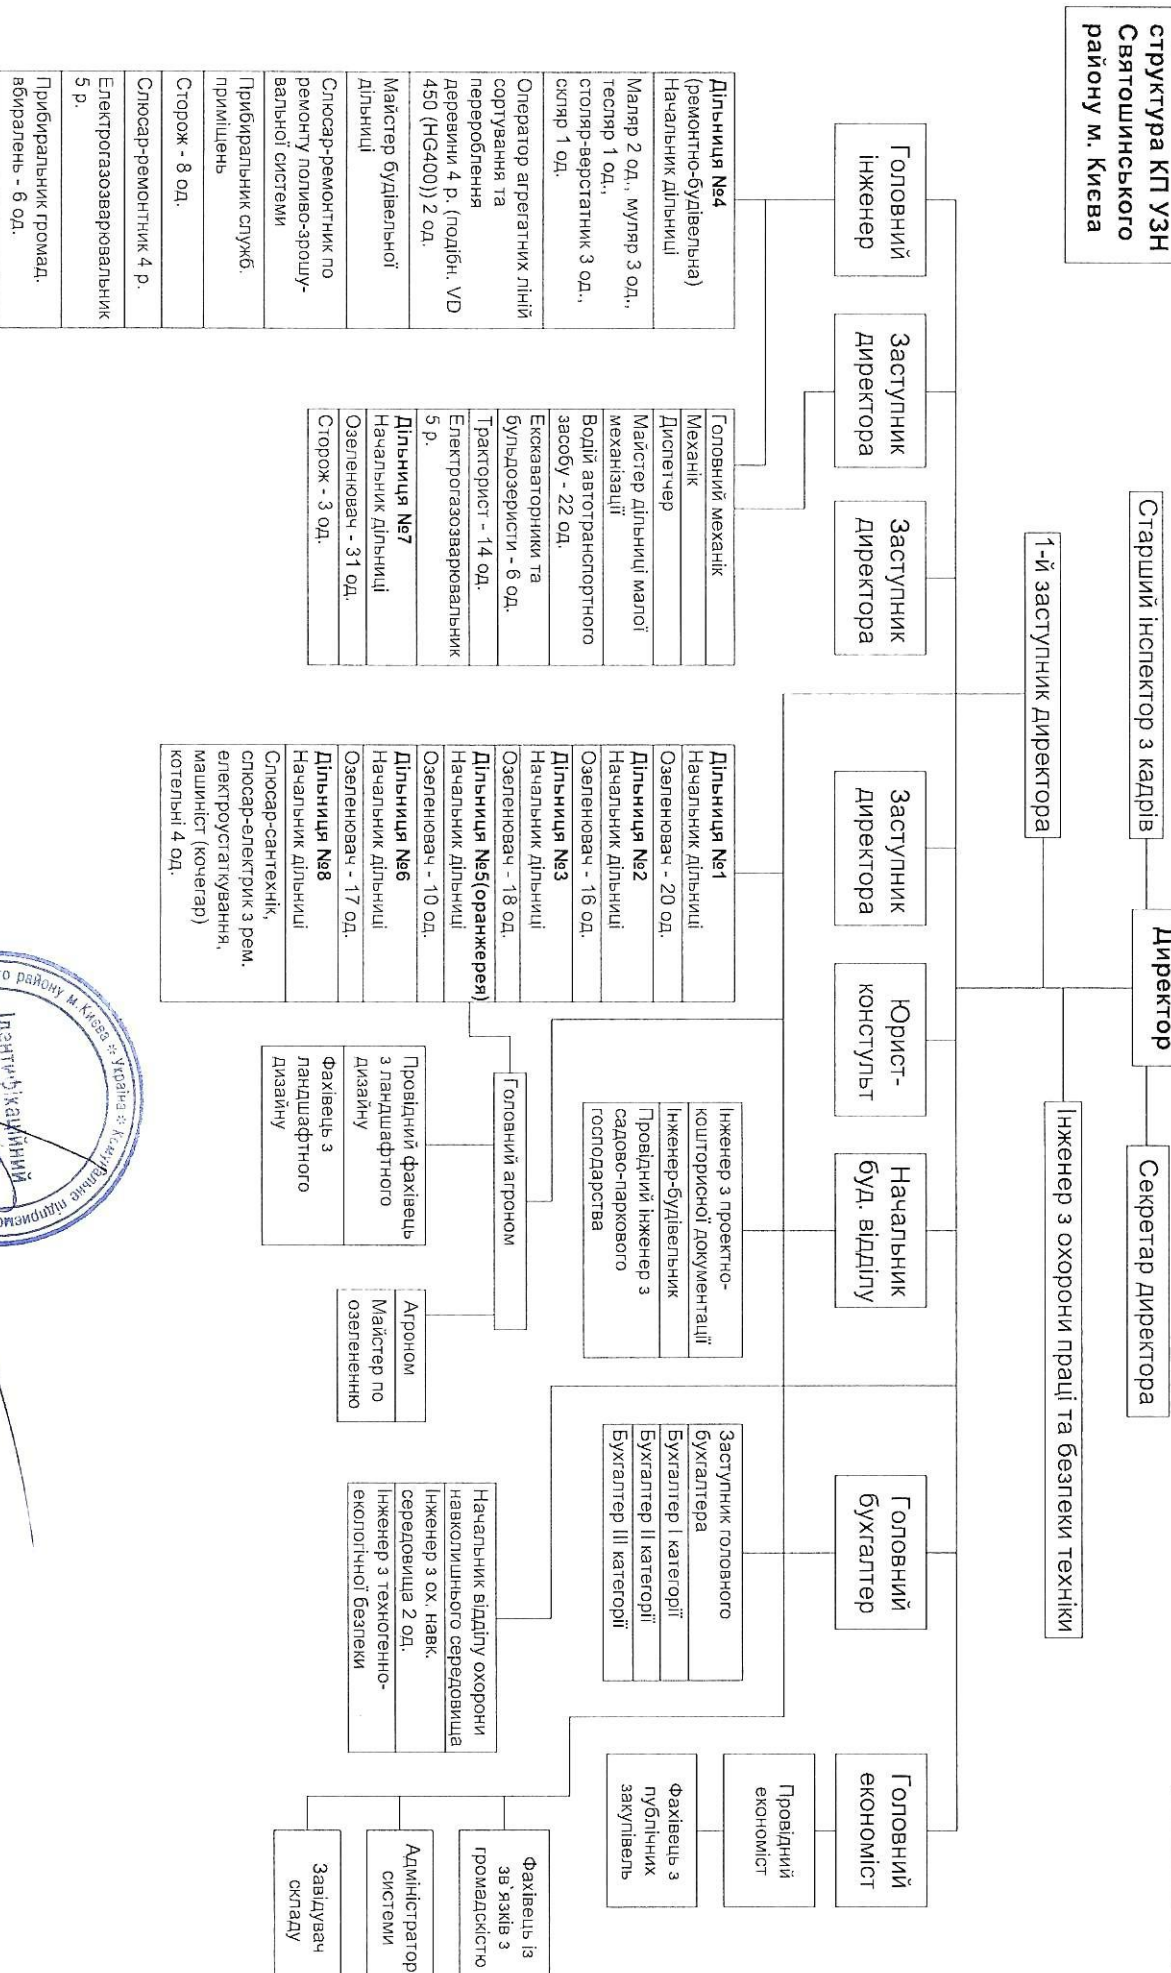 структура КП УЗН
Святошинського
району м. Києва
Старший інспектор з кадрів
Директор
Секретар директора
1-й заступник директора
Інженер з охорони праці та безпеки техніки
Головний
інженер
Заступник
директора
Заступник
директора
Заступник
директора
Юрист-
констульт
Начальник
буд. відділу
Головний
бухгалтер
Головний
економіст
Дільниця №4
(ремонтно-будівельна)
Начальник дільниці
Маляр 2 од., муляр 3 од.,
тесляр 1 од.,
столяр-верстатник 3 од.,
скляр 1 од.
Оператор агрегатних ліній
сортування та
перероблення
деревини 4 р. (подібн. VD
450 (HG400)) 2 од.
Майстер будівельної
дільниці
Слюсар-ремонтник по
ремонту поливо-зрошу-
вальної системи
Прибиральник служб.
приміщень
Сторож - 8 од.
Слюсар-ремонтник 4 р.
Електрогазозварювальник
5 р.
Прибиральник громад.
вбиралень - 6 од.
Головний механік
Механік
Диспетчер
Майстер дільниці малої
механізації
Водій автотранспортного
засобу - 22 од.
Екскаваторники та
бульдозеристи - 6 од.
Тракторист - 14 од.
Електрогазозварювальник
5 р.
Дільниця №7
Начальник дільниці
Озеленювач - 31 од.
Сторож - 3 од.
Дільниця №1
Начальник дільниці
Озеленювач - 20 од.
Дільниця №2
Начальник дільниці
Озеленювач - 16 од.
Дільниця №3
Начальник дільниці
Озеленювач - 18 од.
Дільниця №5(оранжерея)
Начальник дільниці
Озеленювач - 10 од.
Дільниця №6
Начальник дільниці
Озеленювач - 17 од.
Дільниця №8
Начальник дільниці
Слюсар-сантехнік,
слюсар-електрик з рем.
електроустаткування,
машиніст (кочегар)
котельні 4 од.
Головний агроном
Провідний фахівець
з ландшафтного
дизайну
Фахівець з
ландшафтного
дизайну
Агроном
Майстер по
озелененню
Інженер з проектно-
кошторисної документації
Інженер-будівельник
Провідний інженер з
садово-паркового
господарства
Заступник головного
бухгалтера
Бухгалтер І категорії
Бухгалтер ІІ категорії
Бухгалтер ІІІ категорії
Начальник відділу охорони
навколишнього середовища
Інженер з ох. навк.
середовища 2 од.
Інженер з техногенно-
екологічної безпеки
Провідний
економіст
Фахівець з
публічних
закупівель
Фахівець із
зв`язків з
громадскістю
Адміністратор
системи
Завідувач
складу
го району м.Києва * Україна * Комунальне підприємо
Ідентифікаційний